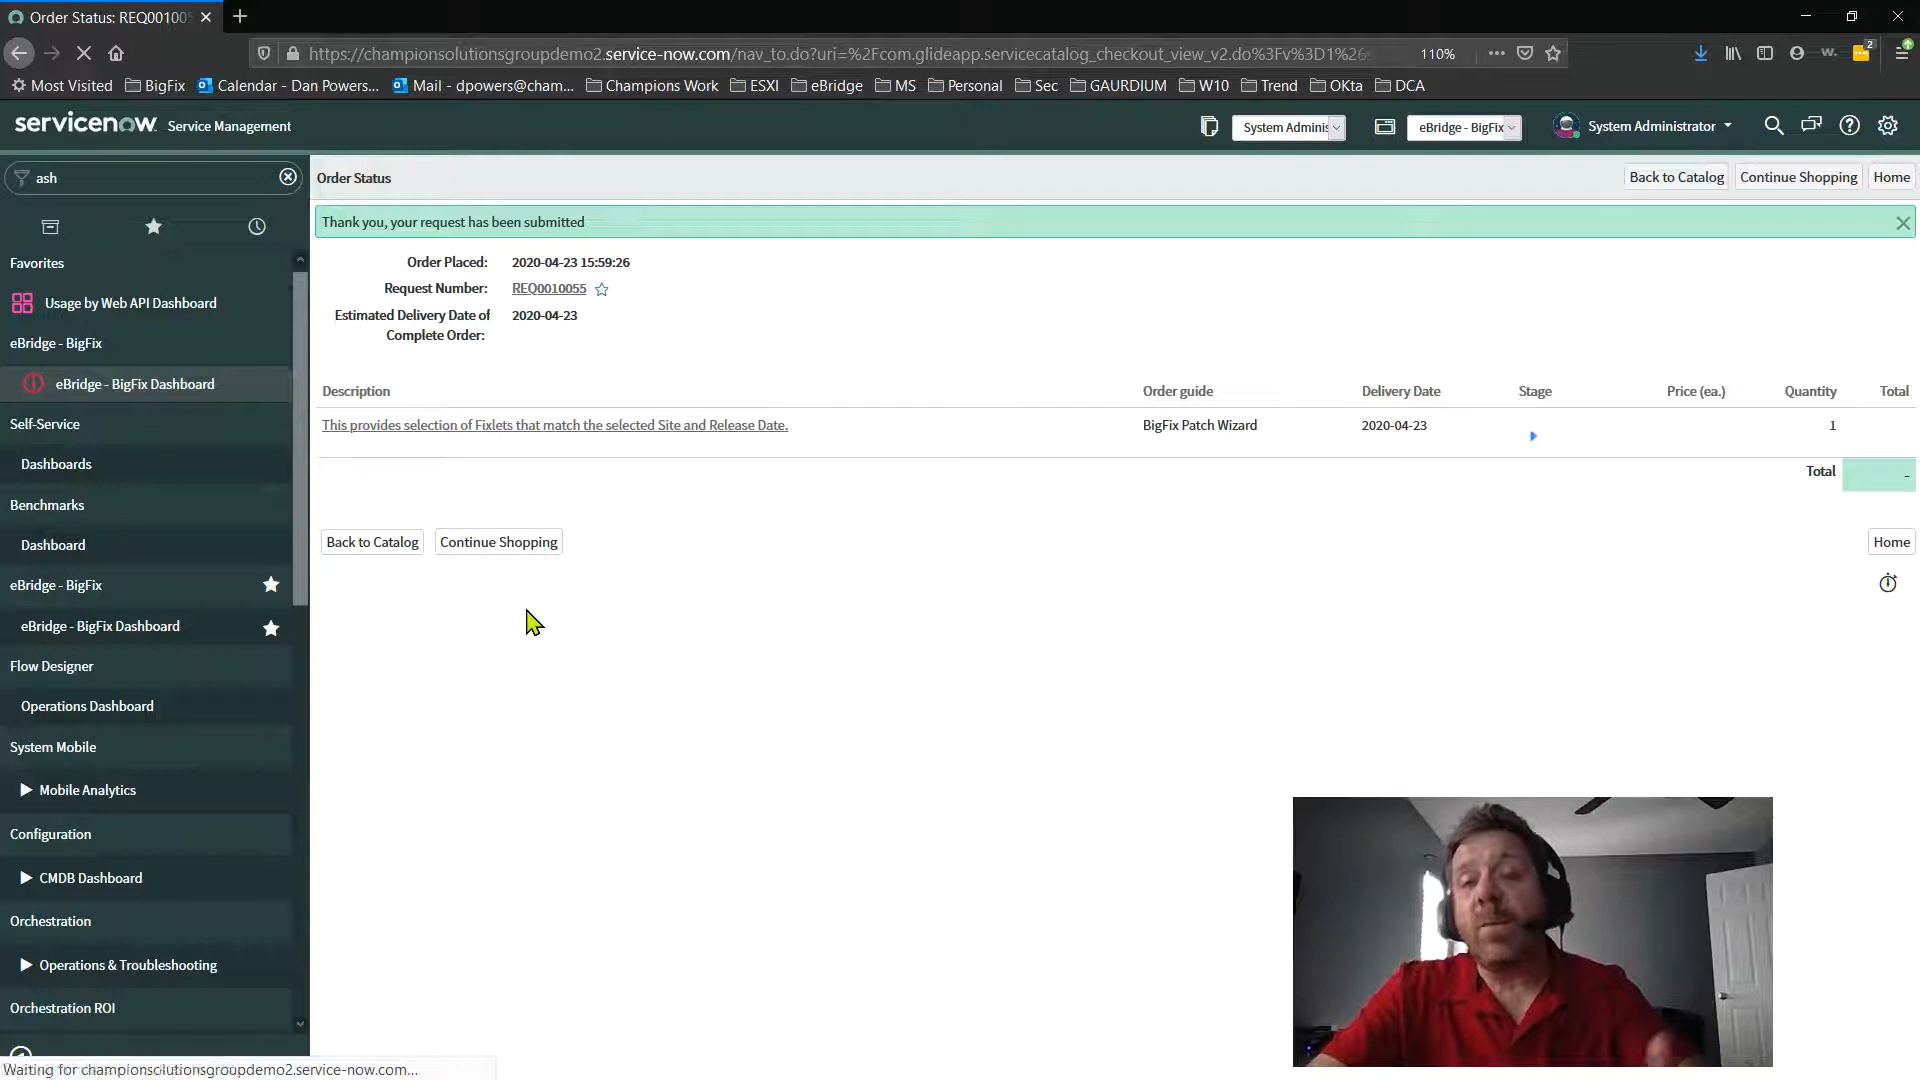 Order Status: REQ001005
https://championsolutionsgroupdemo2.service-now.com/nav_to.do?uri=%2Fcom.glideapp.servicecatalog_checkout_view_v2.do%3Fv%3D1%26
110%
2
Most Visited BigFix Calendar - Dan Powers... Mail - dpowers@cham... Champions Work ESXI eBridge MS Personal Sec GAURDIUM W10 Trend OKta DCA
servicenow Service Management
System Adminis
eBridge - BigFix
System Administrator
ash
Order Status
Back to Catalog Continue Shopping Home
Thank you, your request has been submitted
Order Placed: 2020-04-23 15:59:26
Request Number: REQ0010055
Estimated Delivery Date of 2020-04-23
Complete Order:
Description Order guide Delivery Date Stage Price (ea.) Quantity Total
This provides selection of Fixlets that match the selected Site and Release Date. BigFix Patch Wizard 2020-04-23 1
Total -
Back to Catalog Continue Shopping Home
Favorites
Usage by Web API Dashboard
eBridge - BigFix
eBridge - BigFix Dashboard
Self-Service
Dashboards
Benchmarks
Dashboard
eBridge - BigFix
eBridge - BigFix Dashboard
Flow Designer
Operations Dashboard
System Mobile
Mobile Analytics
Configuration
CMDB Dashboard
Orchestration
Operations & Troubleshooting
Orchestration ROI
Waiting for championsolutionsgroupdemo2.service-now.com...